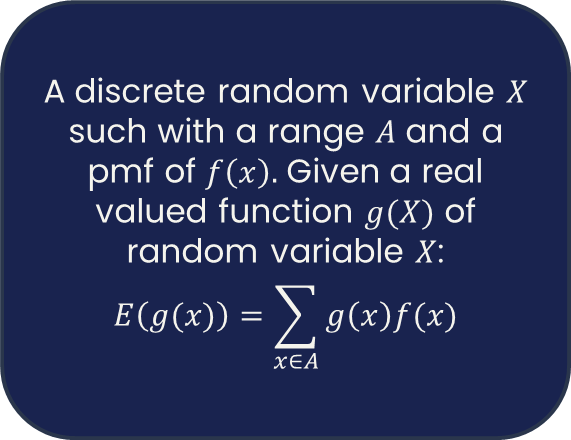 A discrete random variable X
such with a range A and a
pmf of f(x). Given a real
valued function g(X) of
random variable X:
E(g(x)) = ∑ g(x)f(x)
x∈A